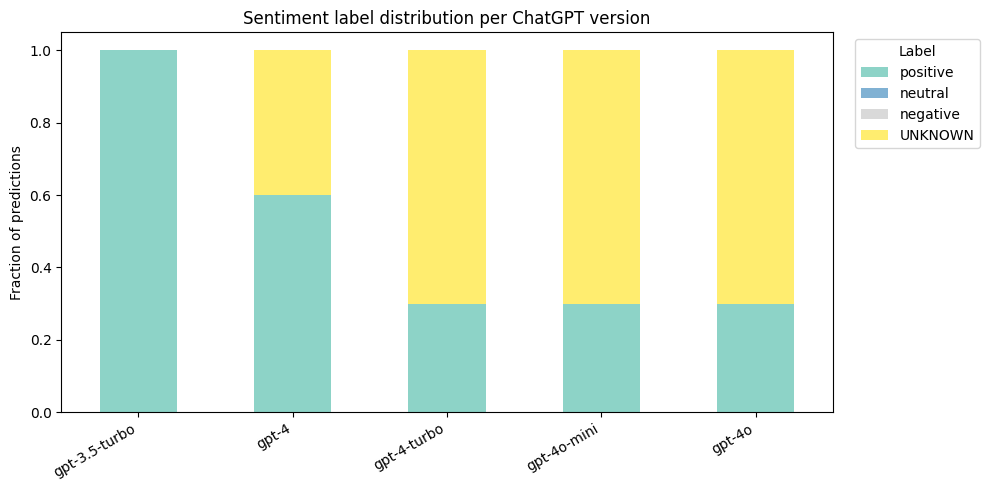 Sentiment label distribution per ChatGPT version
Label
positive
neutral
negative
UNKNOWN
Fraction of predictions
1.0
0.8
0.6
0.4
0.2
0.0
gpt-3.5-turbo
gpt-4
gpt-4-turbo
gpt-4o-mini
gpt-4o